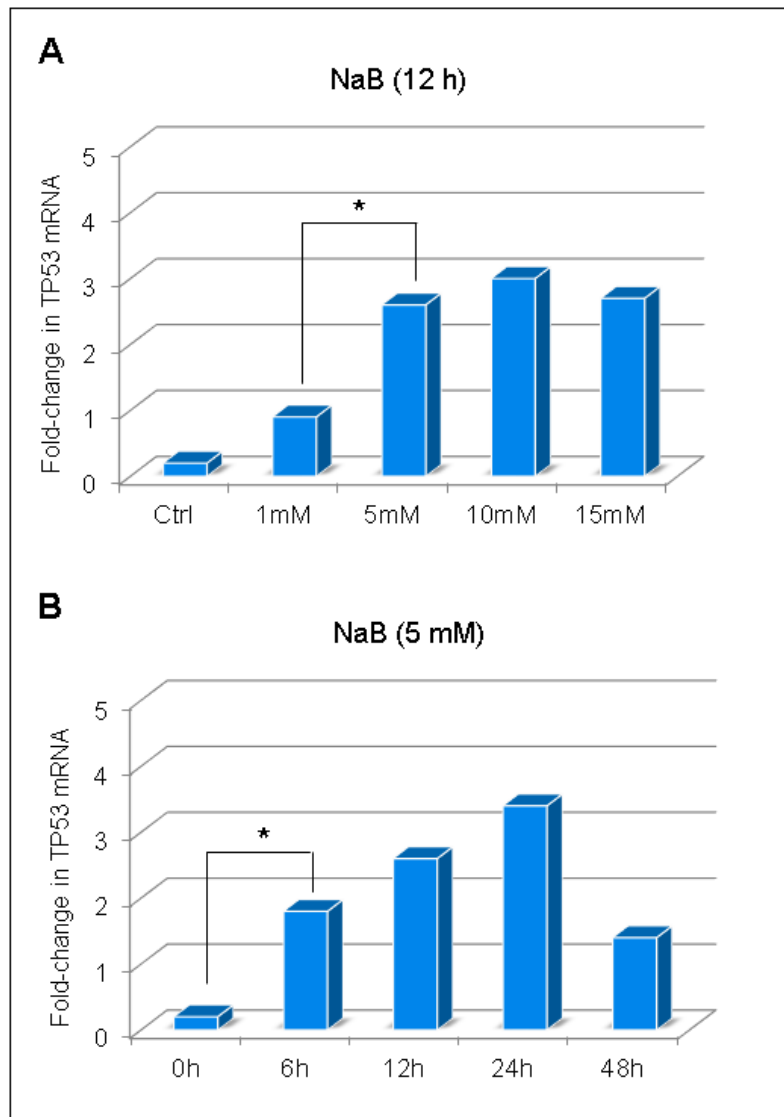 A
NaB (12 h)
Fold-change in TP53 mRNA
5
4
3
2
1
0
*
Ctrl 1mM 5mM 10mM 15mM
B
NaB (5 mM)
Fold-change in TP53 mRNA
5
4
3
2
1
0
*
0h 6h 12h 24h 48h